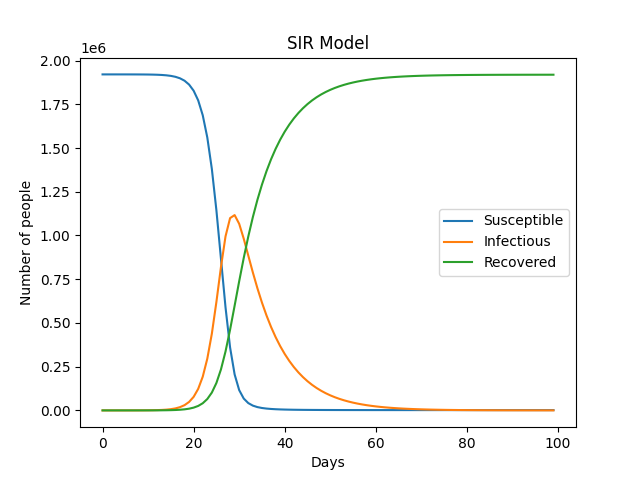 SIR Model
1e6
2.00
1.75
1.50
1.25
1.00
0.75
0.50
0.25
0.00
Number of people
Susceptible
Infectious
Recovered
0 20 40 60 80 100
Days